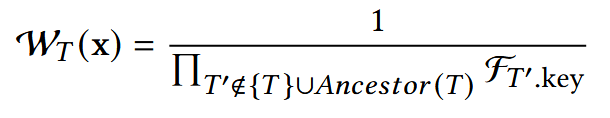 𝒲_T(𝐱) = 1 / ∏_{T′∉{T}∪Ancestor(T)} ℱ_{T′.key}